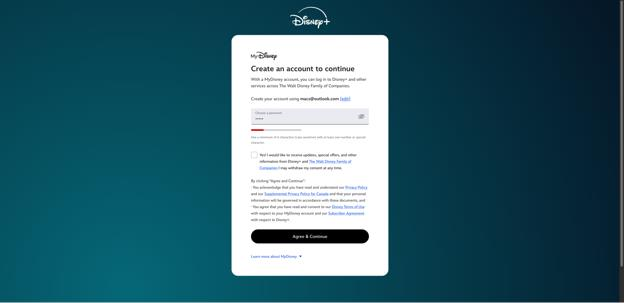 Disney+
MyDisney
Create an account to continue
With a MyDisney account, you can log in to Disney+ and other
services across The Walt Disney Family of Companies.
Create your account using macs@outlook.com (edit)
Choose a password
••••
Use a minimum of 6 characters (case sensitive) with at least one number or special
character.
Yes! I would like to receive updates, special offers, and other
information from Disney+ and The Walt Disney Family of
Companies. I may withdraw my consent at any time.
By clicking "Agree and Continue":
· You acknowledge that you have read and understood our Privacy Policy
and our Supplemental Privacy Policy for Canada and that your personal
information will be governed in accordance with those documents, and
· You agree that you have read and consent to our Disney Terms of Use
with respect to your MyDisney account and our Subscriber Agreement
with respect to Disney+.
Agree & Continue
Learn more about MyDisney